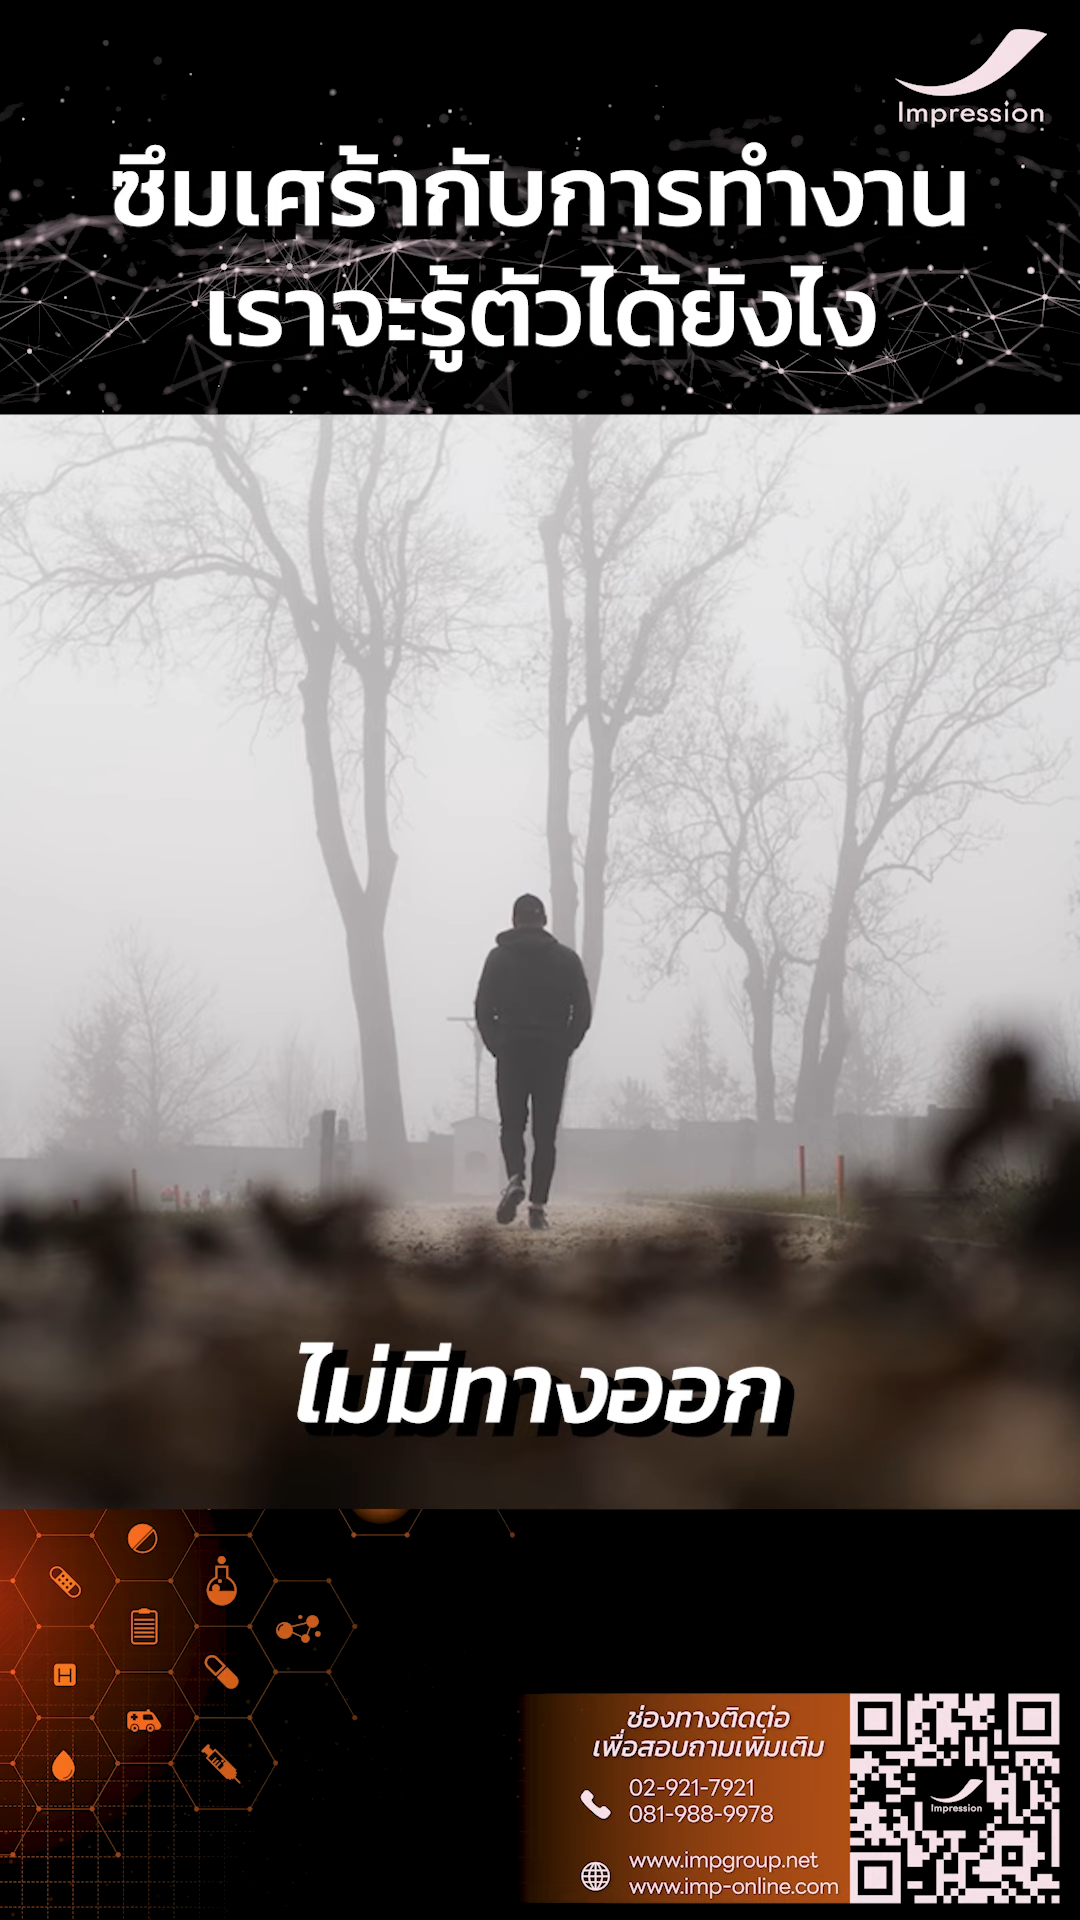 Impression
ซึมเศร้ากับการทำงาน
เราจะรู้ตัวได้ยังไง
ไม่มีทางออก
H
ช่องทางติดต่อ
เพื่อสอบถามเพิ่มเติม
02-921-7921
081-988-9978
www.impgroup.net
www.imp-online.com
Impression